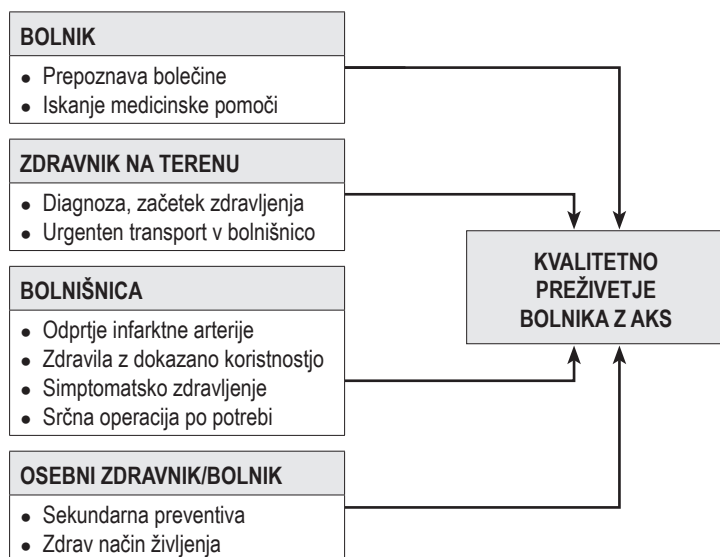 BOLNIK
● Prepoznava bolečine
● Iskanje medicinske pomoči
ZDRAVNIK NA TERENU
● Diagnoza, začetek zdravljenja
● Urgenten transport v bolnišnico
BOLNIŠNICA
● Odprtje infarktne arterije
● Zdravila z dokazano koristnostjo
● Simptomatsko zdravljenje
● Srčna operacija po potrebi
OSEBNI ZDRAVNIK/BOLNIK
● Sekundarna preventiva
● Zdrav način življenja
KVALITETNO
PREŽIVETJE
BOLNIKA Z AKS